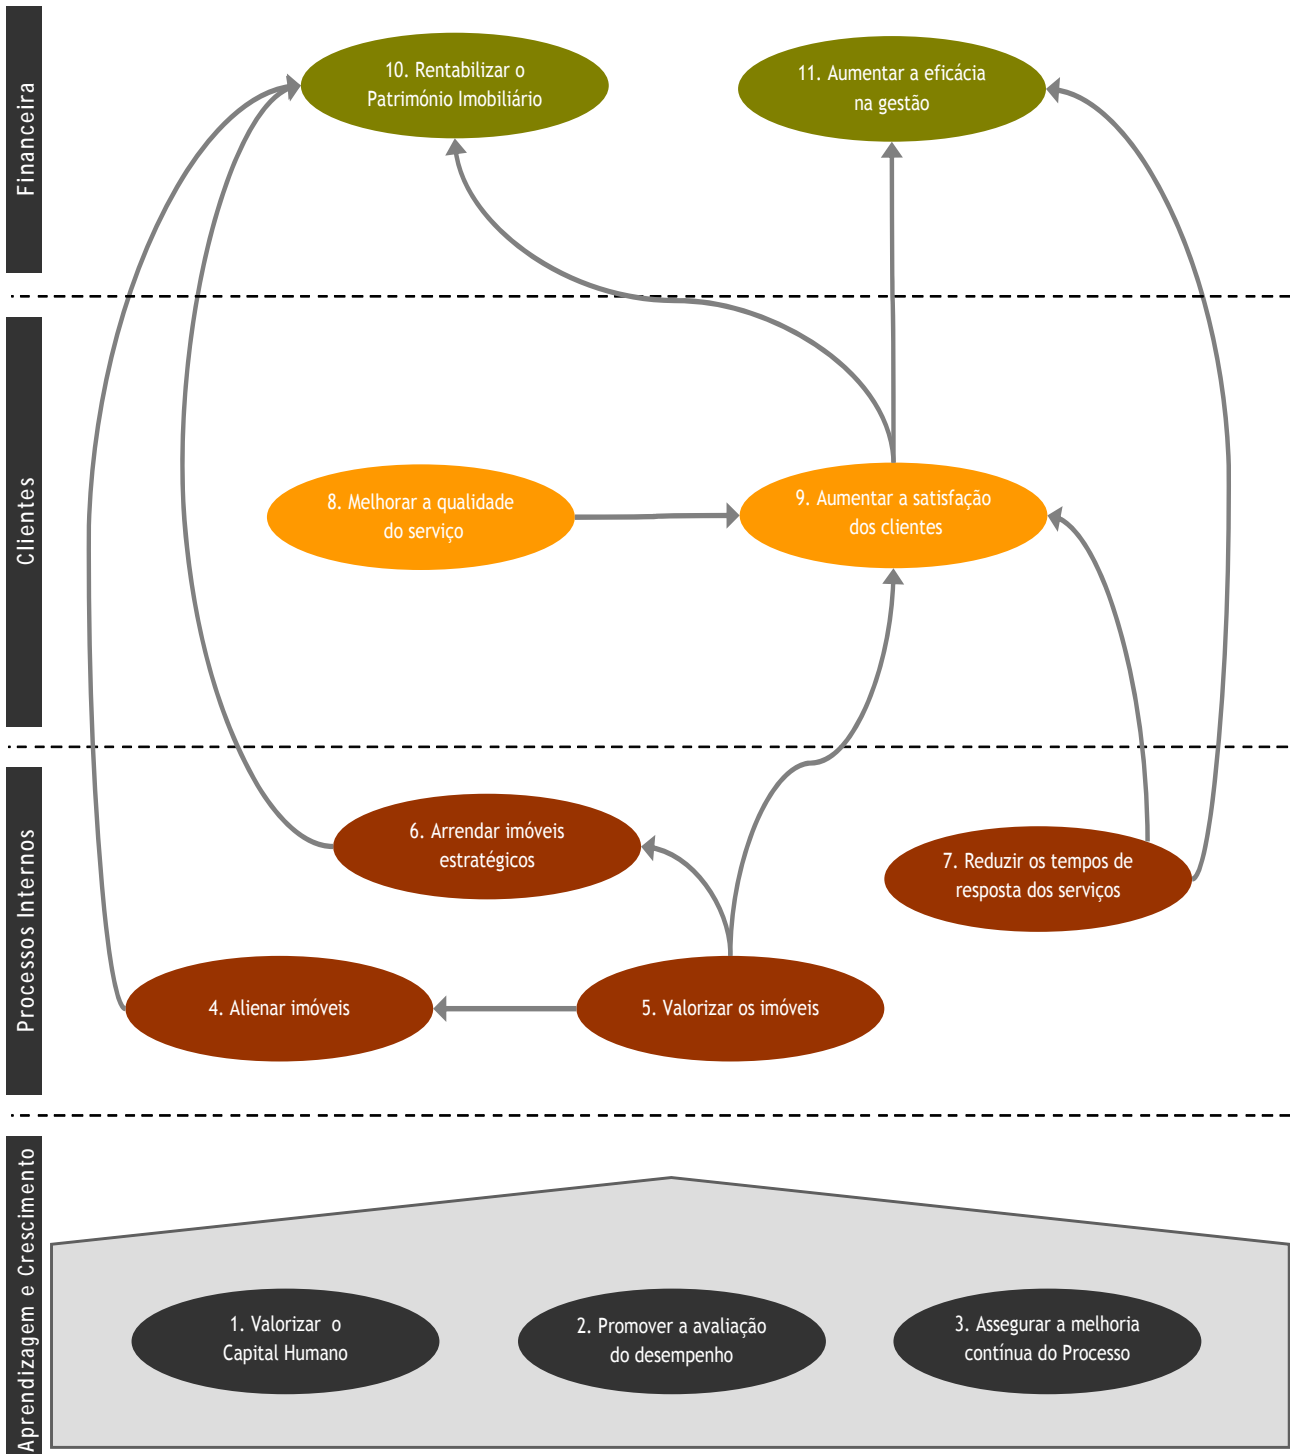 Financeira
10. Rentabilizar o
Património Imobiliário
11. Aumentar a eficácia
na gestão
Clientes
8. Melhorar a qualidade
do serviço
9. Aumentar a satisfação
dos clientes
Processos Internos
6. Arrendar imóveis
estratégicos
7. Reduzir os tempos de
resposta dos serviços
4. Alienar imóveis
5. Valorizar os imóveis
Aprendizagem e Crescimento
1. Valorizar o
Capital Humano
2. Promover a avaliação
do desempenho
3. Assegurar a melhoria
contínua do Processo